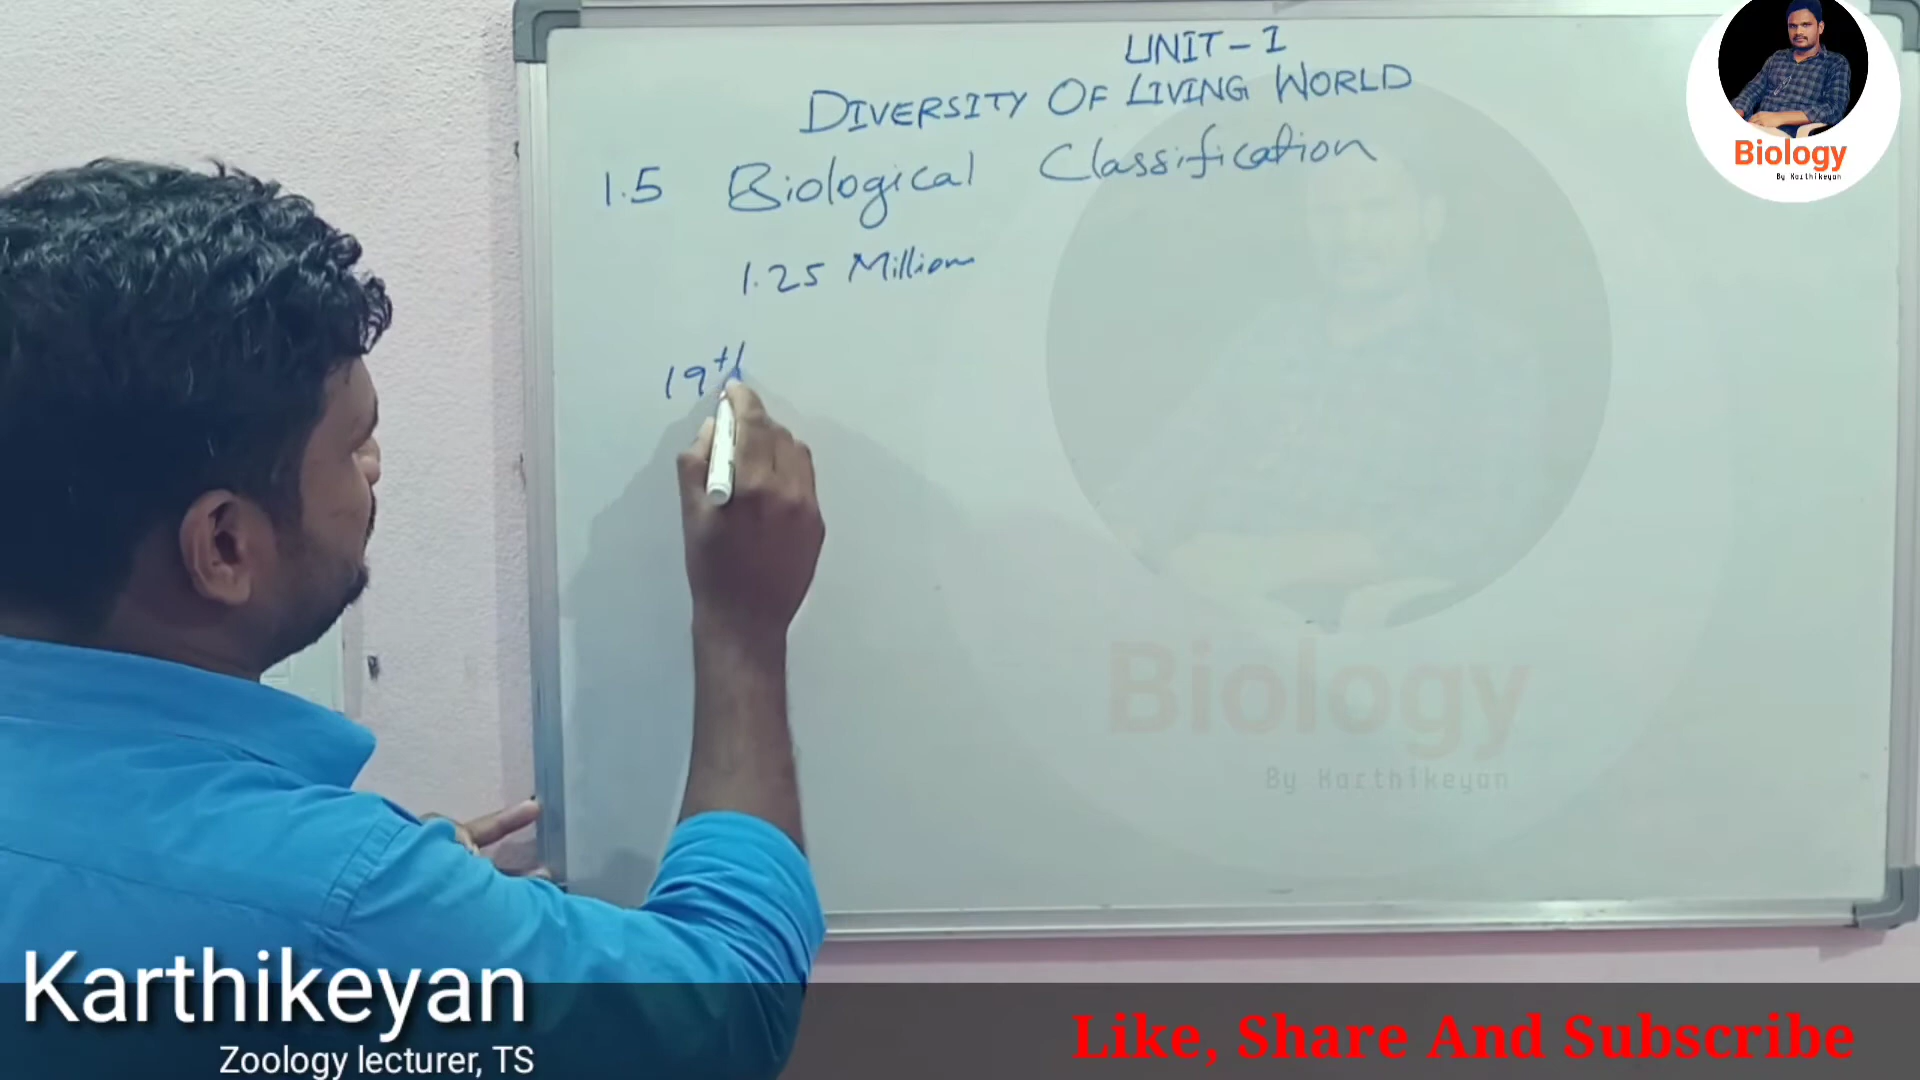 UNIT-I
DIVERSITY OF LIVING WORLD
1.5 Biological Classification
1.25 Million
19th
Biology
By Karthikeyan
Biology
By Karthikeyan
Karthikeyan
Zoology lecturer, TS
Like, Share And Subscribe